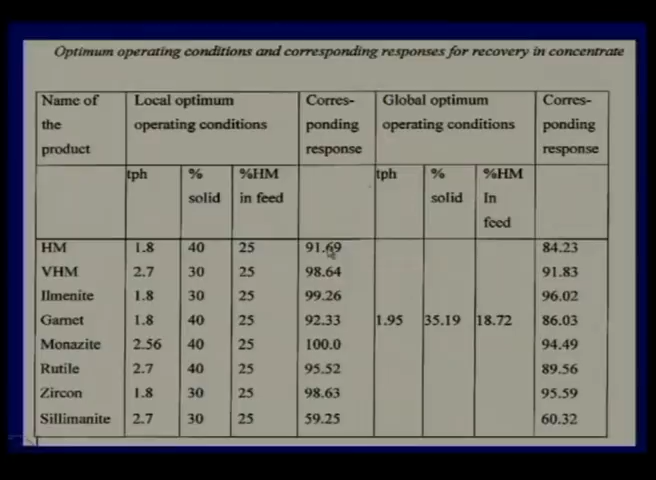 Optimum operating conditions and corresponding responses for recovery in concentrate
Name of the product | Local optimum operating conditions | Corres-ponding response | Global optimum operating conditions | Corres-ponding response
tph | % solid | %HM in feed | tph | % solid | %HM In feed
HM 1.8 40 25 91.69 84.23
VHM 2.7 30 25 98.64 91.83
Ilmenite 1.8 30 25 99.26 96.02
Garnet 1.8 40 25 92.33 1.95 35.19 18.72 86.03
Monazite 2.56 40 25 100.0 94.49
Rutile 2.7 40 25 95.52 89.56
Zircon 1.8 30 25 98.63 95.59
Sillimanite 2.7 30 25 59.25 60.32